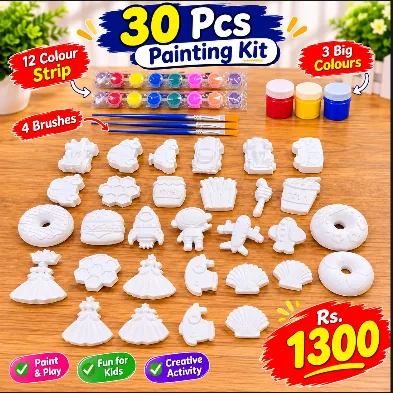 30 Pcs
Painting Kit
12 Colour
Strip
3 Big
Colours
4 Brushes
Rs.
1300
Paint
& Play
Fun for
Kids
Creative
Activity